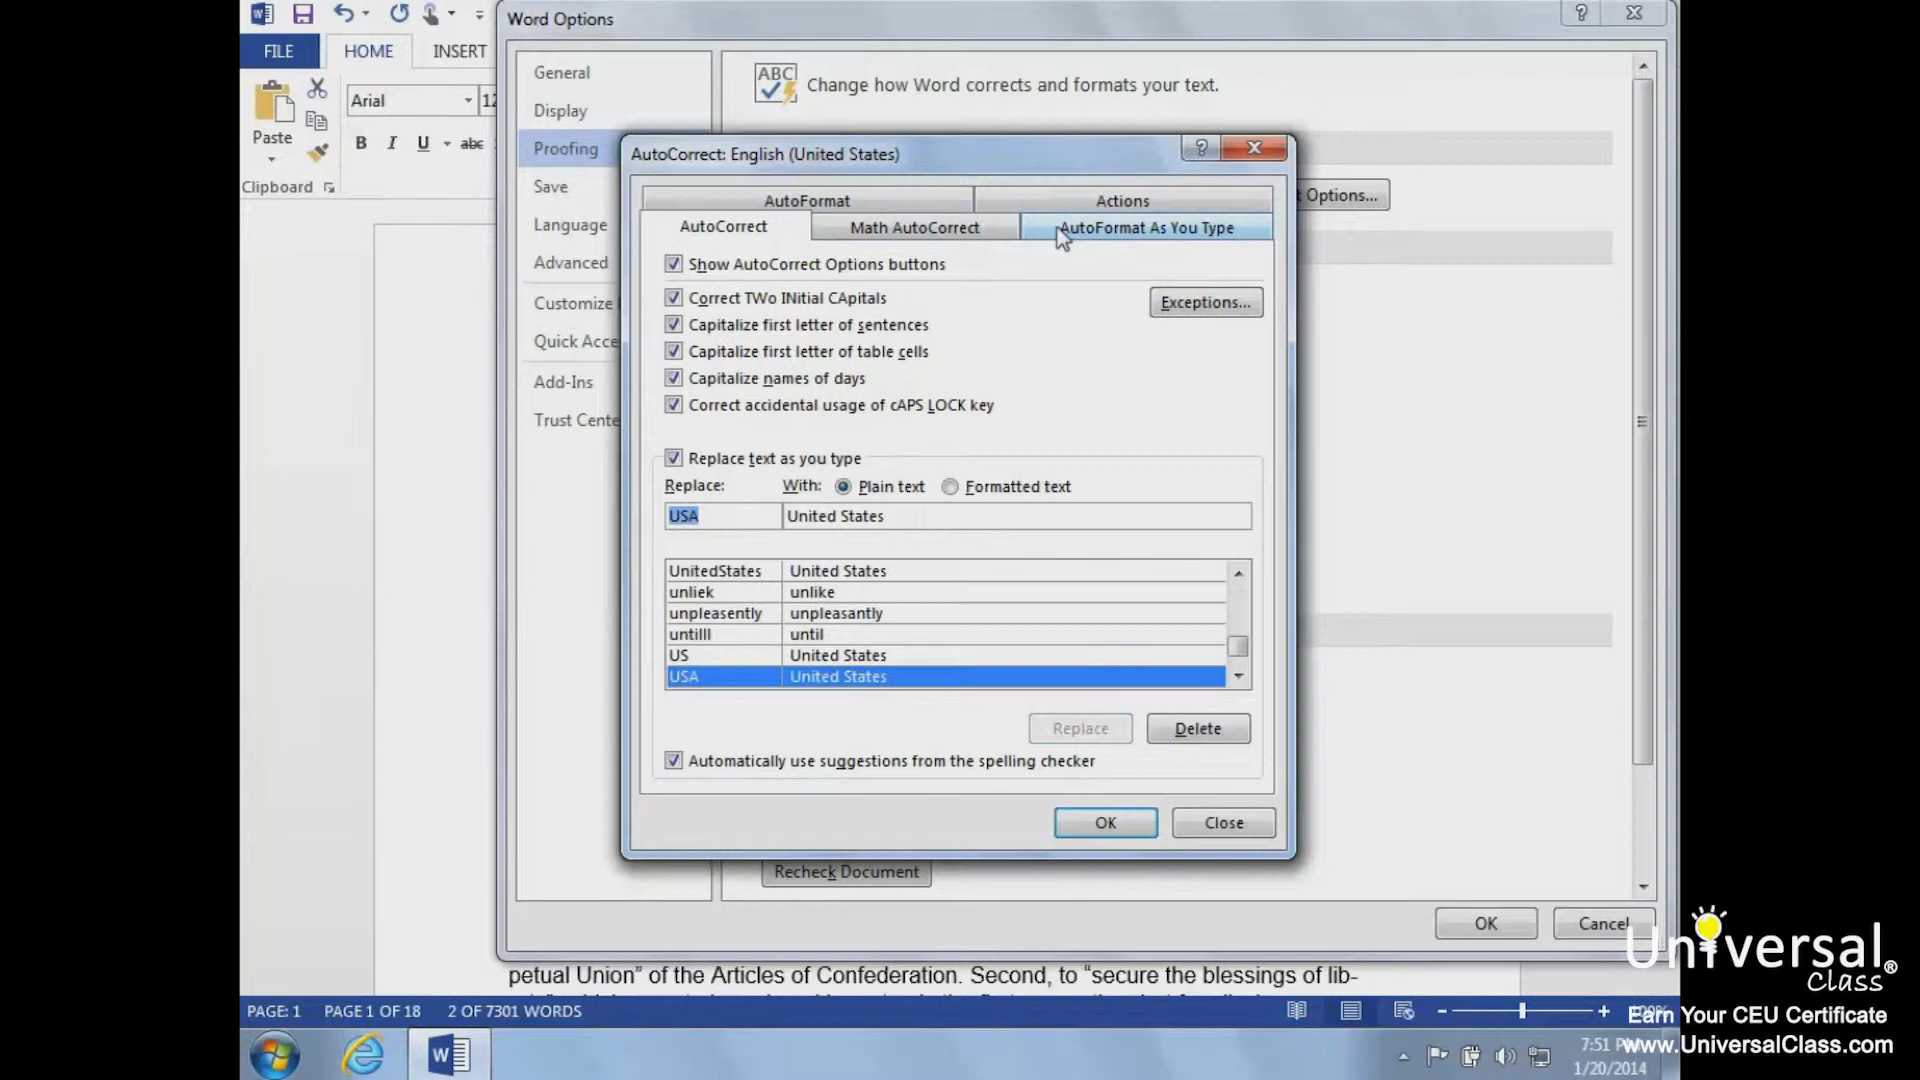 Word Options
FILE
HOME
INSERT
Paste
Arial
12
B I U abc
Clipboard
General
Display
Proofing
Save
Language
Advanced
Customize
Quick Acce
Add-Ins
Trust Cente
ABC
Change how Word corrects and formats your text.
t Options...
AutoCorrect: English (United States)
AutoFormat
Actions
AutoCorrect
Math AutoCorrect
AutoFormat As You Type
Show AutoCorrect Options buttons
Correct TWo INitial CApitals
Exceptions...
Capitalize first letter of sentences
Capitalize first letter of table cells
Capitalize names of days
Correct accidental usage of cAPS LOCK key
Replace text as you type
Replace: With: Plain text Formatted text
USA United States
UnitedStates United States
unliek unlike
unpleasently unpleasantly
untilll until
US United States
USA United States
Replace
Delete
Automatically use suggestions from the spelling checker
OK
Close
Recheck Document
OK
Cancel
petual Union” of the Articles of Confederation. Second, to “secure the blessings of lib-
PAGE: 1 PAGE 1 OF 18 2 OF 7301 WORDS
7:51 PM
1/20/2014
Universal
Class®
Earn Your CEU Certificate
www.UniversalClass.com